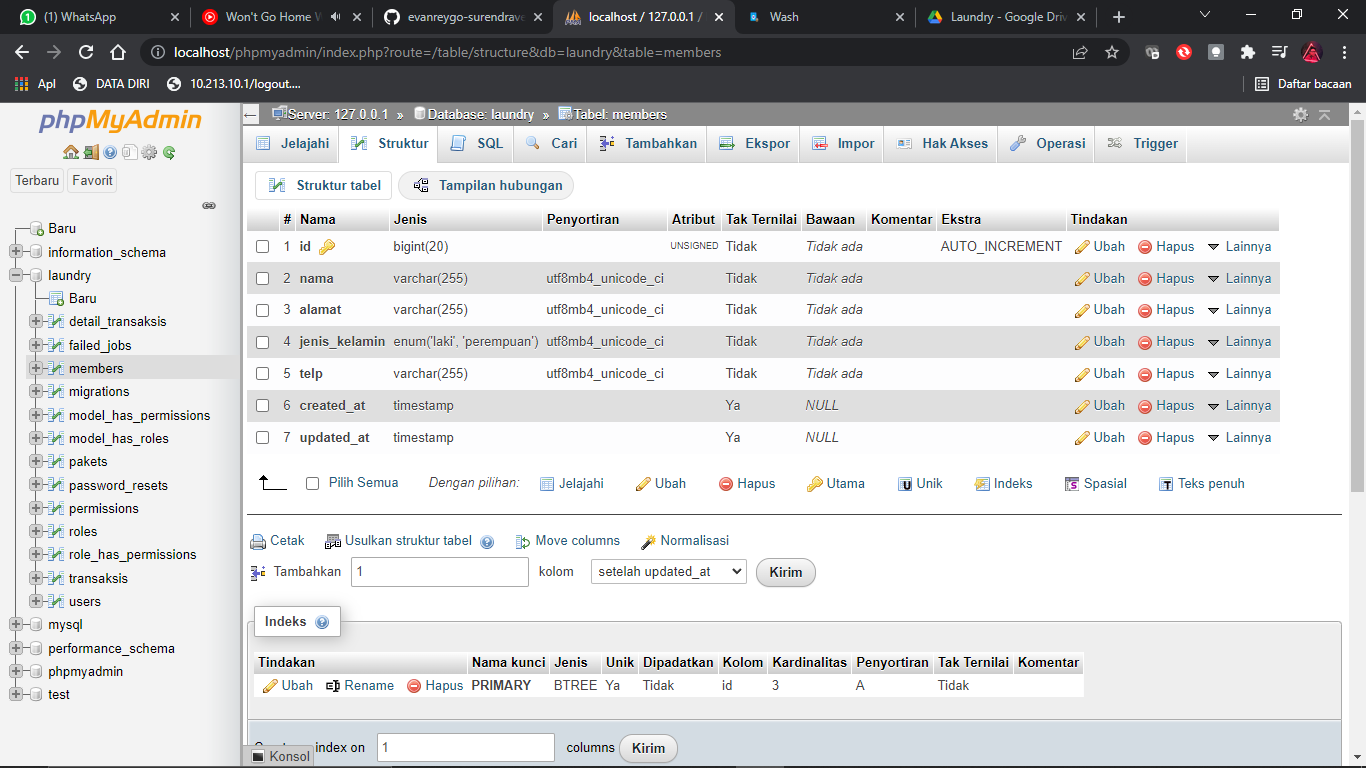 (1) WhatsApp
Won't Go Home W
evanreygo-surendrave
localhost / 127.0.0.1 /
Wash
Laundry - Google Driv
localhost/phpmyadmin/index.php?route=/table/structure&db=laundry&table=members
Apl
DATA DIRI
10.213.10.1/logout....
Daftar bacaan
phpMyAdmin
Terbaru
Favorit
Baru
information_schema
laundry
Baru
detail_transaksis
failed_jobs
members
migrations
model_has_permissions
model_has_roles
pakets
password_resets
permissions
roles
role_has_permissions
transaksis
users
mysql
performance_schema
phpmyadmin
test
Server: 127.0.0.1 » Database: laundry » Tabel: members
Jelajahi Struktur SQL Cari Tambahkan Ekspor Impor Hak Akses Operasi Trigger
Struktur tabel Tampilan hubungan
# Nama Jenis Penyortiran Atribut Tak Ternilai Bawaan Komentar Ekstra Tindakan
1 id bigint(20) UNSIGNED Tidak Tidak ada AUTO_INCREMENT Ubah Hapus Lainnya
2 nama varchar(255) utf8mb4_unicode_ci Tidak Tidak ada Ubah Hapus Lainnya
3 alamat varchar(255) utf8mb4_unicode_ci Tidak Tidak ada Ubah Hapus Lainnya
4 jenis_kelamin enum('laki', 'perempuan') utf8mb4_unicode_ci Tidak Tidak ada Ubah Hapus Lainnya
5 telp varchar(255) utf8mb4_unicode_ci Tidak Tidak ada Ubah Hapus Lainnya
6 created_at timestamp Ya NULL Ubah Hapus Lainnya
7 updated_at timestamp Ya NULL Ubah Hapus Lainnya
Pilih Semua Dengan pilihan: Jelajahi Ubah Hapus Utama Unik Indeks Spasial Teks penuh
Cetak Usulkan struktur tabel Move columns Normalisasi
Tambahkan 1 kolom setelah updated_at Kirim
Indeks
Tindakan Nama kunci Jenis Unik Dipadatkan Kolom Kardinalitas Penyortiran Tak Ternilai Komentar
Ubah Rename Hapus PRIMARY BTREE Ya Tidak id 3 A Tidak
index on 1 columns Kirim
Konsol